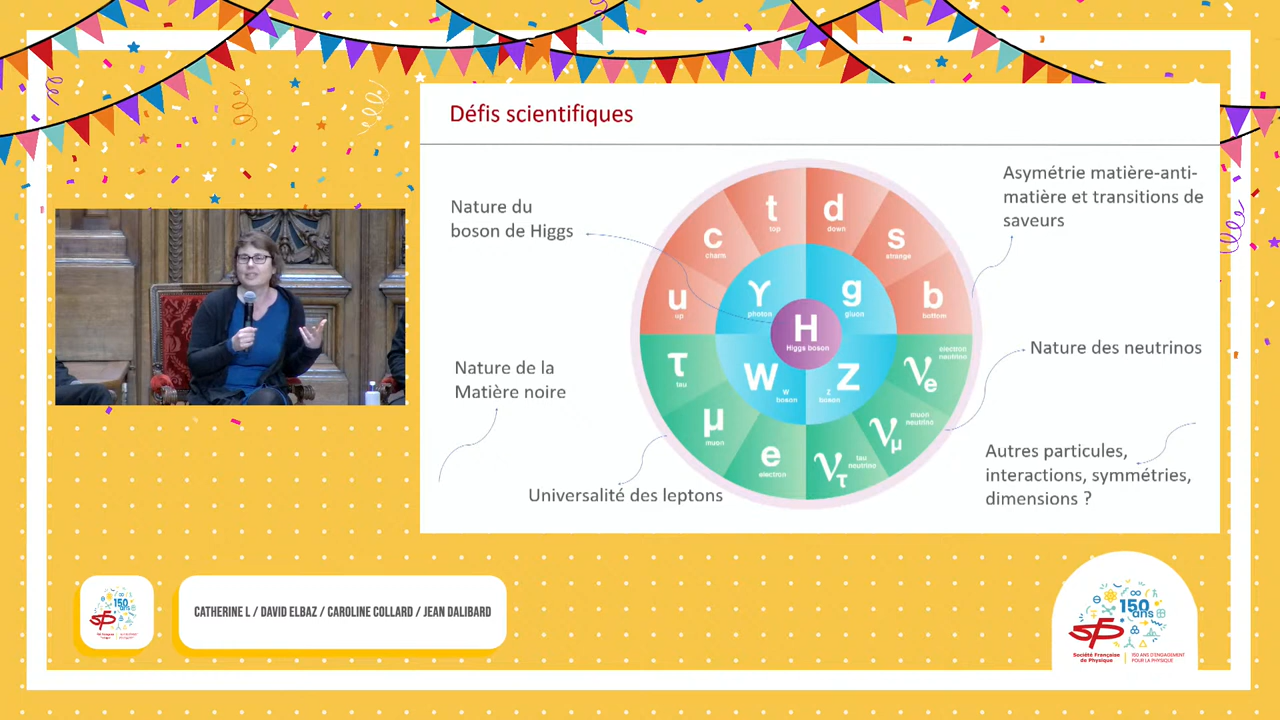 Défis scientifiques
Nature du
boson de Higgs
Asymétrie matière-anti-
matière et transitions de
saveurs
t
top
d
down
c
charm
s
strange
u
up
γ
photon
g
gluon
b
bottom
H
Higgs boson
Nature de la
Matière noire
Nature des neutrinos
τ
tau
W
W
boson
Z
Z
boson
νe
electron
neutrino
μ
muon
νμ
muon
neutrino
e
electron
ντ
tau
neutrino
Universalité des leptons
Autres particules,
interactions, symmétries,
dimensions ?
150
ans
sfp
CATHERINE L / DAVID ELBAZ / CAROLINE COLLARD / JEAN DALIBARD
150
ans
sfp
Société Française
de Physique
150 ANS D'ENGAGEMENT
POUR LA PHYSIQUE